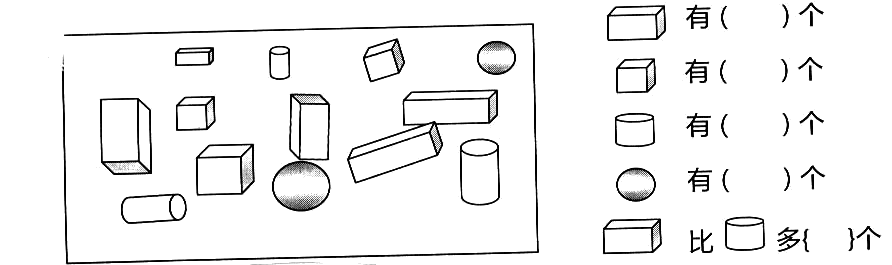 有( )个
有( )个
有( )个
有( )个
比 多{ }个